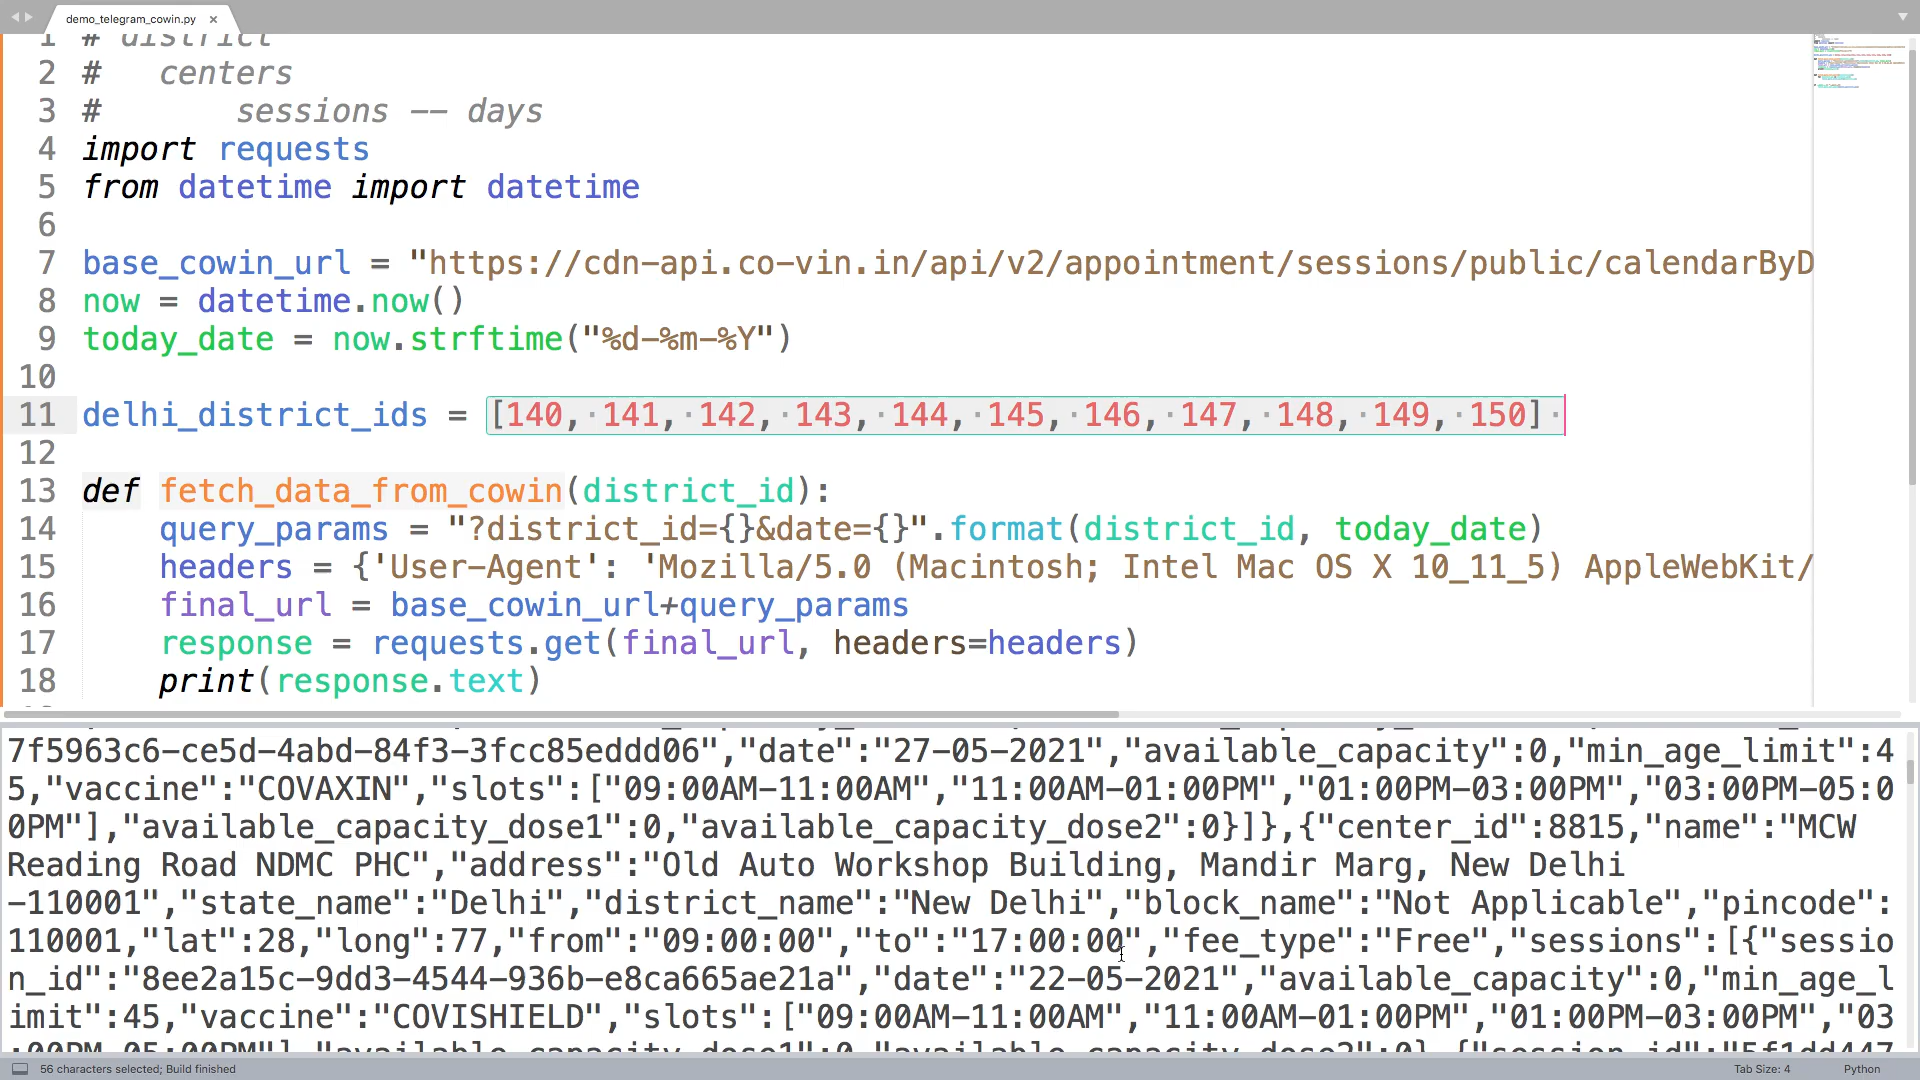 demo_telegram_cowin.py ×
1 # district
2 #   centers
3 #       sessions -- days
4 import requests
5 from datetime import datetime
6
7 base_cowin_url = "https://cdn-api.co-vin.in/api/v2/appointment/sessions/public/calendarByD
8 now = datetime.now()
9 today_date = now.strftime("%d-%m-%Y")
10
11 delhi_district_ids = [140, 141, 142, 143, 144, 145, 146, 147, 148, 149, 150]
12
13 def fetch_data_from_cowin(district_id):
14     query_params = "?district_id={}&date={}".format(district_id, today_date)
15     headers = {'User-Agent': 'Mozilla/5.0 (Macintosh; Intel Mac OS X 10_11_5) AppleWebKit/
16     final_url = base_cowin_url+query_params
17     response = requests.get(final_url, headers=headers)
18     print(response.text)
7f5963c6-ce5d-4abd-84f3-3fcc85eddd06","date":"27-05-2021","available_capacity":0,"min_age_limit":4
5,"vaccine":"COVAXIN","slots":["09:00AM-11:00AM","11:00AM-01:00PM","01:00PM-03:00PM","03:00PM-05:0
0PM"],"available_capacity_dose1":0,"available_capacity_dose2":0}]},{"center_id":8815,"name":"MCW
Reading Road NDMC PHC","address":"Old Auto Workshop Building, Mandir Marg, New Delhi
-110001","state_name":"Delhi","district_name":"New Delhi","block_name":"Not Applicable","pincode":
110001,"lat":28,"long":77,"from":"09:00:00","to":"17:00:00","fee_type":"Free","sessions":[{"sessio
n_id":"8ee2a15c-9dd3-4544-936b-e8ca665ae21a","date":"22-05-2021","available_capacity":0,"min_age_l
imit":45,"vaccine":"COVISHIELD","slots":["09:00AM-11:00AM","11:00AM-01:00PM","01:00PM-03:00PM","03
:00PM-05:00PM"],"available_capacity_dose1":0,"available_capacity_dose2":0},{"session_id":"5f1dd447
56 characters selected; Build finished
Tab Size: 4
Python